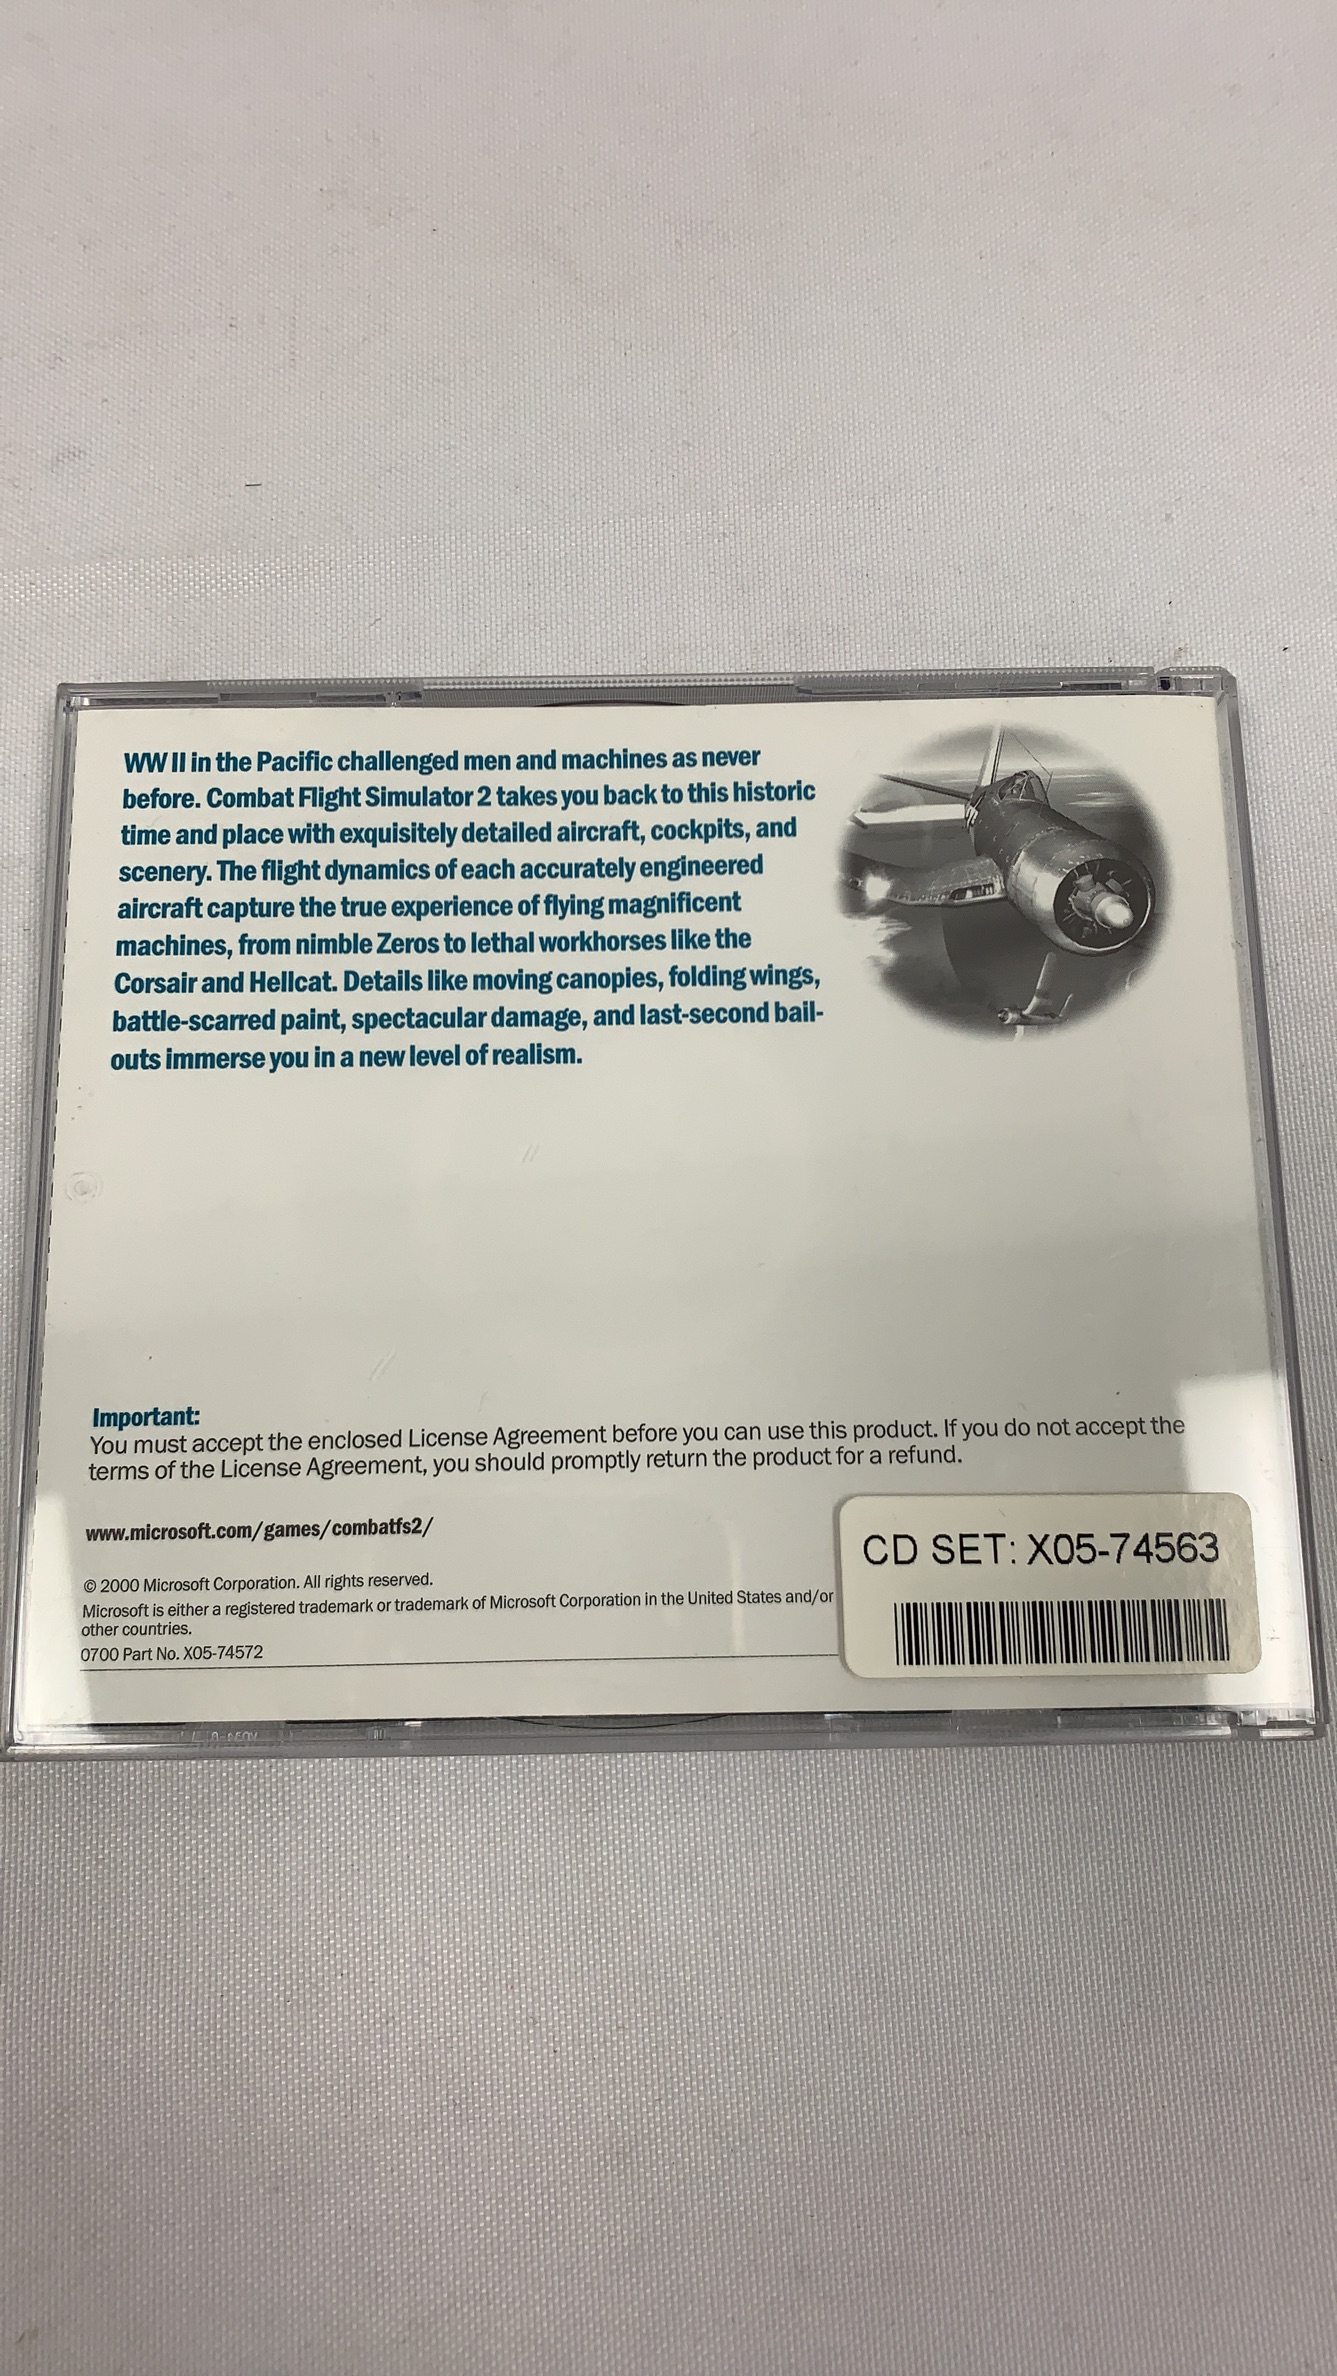 WW II in the Pacific challenged men and machines as never
before. Combat Flight Simulator 2 takes you back to this historic
time and place with exquisitely detailed aircraft, cockpits, and
scenery. The flight dynamics of each accurately engineered
aircraft capture the true experience of flying magnificent
machines, from nimble Zeros to lethal workhorses like the
Corsair and Hellcat. Details like moving canopies, folding wings,
battle-scarred paint, spectacular damage, and last-second bail-
outs immerse you in a new level of realism.
Important:
You must accept the enclosed License Agreement before you can use this product. If you do not accept the
terms of the License Agreement, you should promptly return the product for a refund.
www.microsoft.com/games/combatfs2/
© 2000 Microsoft Corporation. All rights reserved.
Microsoft is either a registered trademark or trademark of Microsoft Corporation in the United States and/or
other countries.
0700 Part No. X05-74572
CD SET: X05-74563